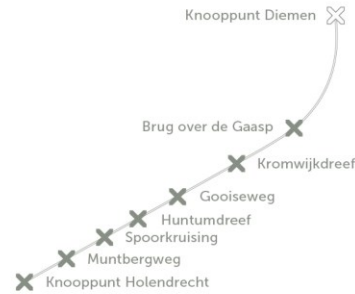 Knooppunt Diemen
Brug over de Gaasp
Kromwijkdreef
Gooiseweg
Huntumdreef
Spoorkruising
Muntbergweg
Knooppunt Holendrecht